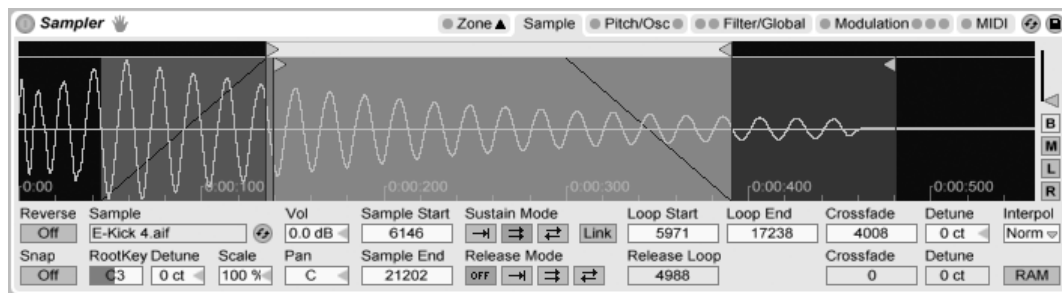 Sampler Zone Sample Pitch/Osc Filter/Global Modulation MIDI
B
M
L
R
0:00 0:00:100 0:00:200 0:00:300 0:00:400 0:00:500
Reverse Sample Vol Sample Start Sustain Mode Loop Start Loop End Crossfade Detune Interpol
Off E-Kick 4.aif 0.0 dB 6146 Link 5971 17238 4008 0 ct Norm
Snap RootKey Detune Scale Pan Sample End Release Mode Release Loop Crossfade Detune
Off C3 0 ct 100 % C 21202 OFF 4988 0 0 ct RAM